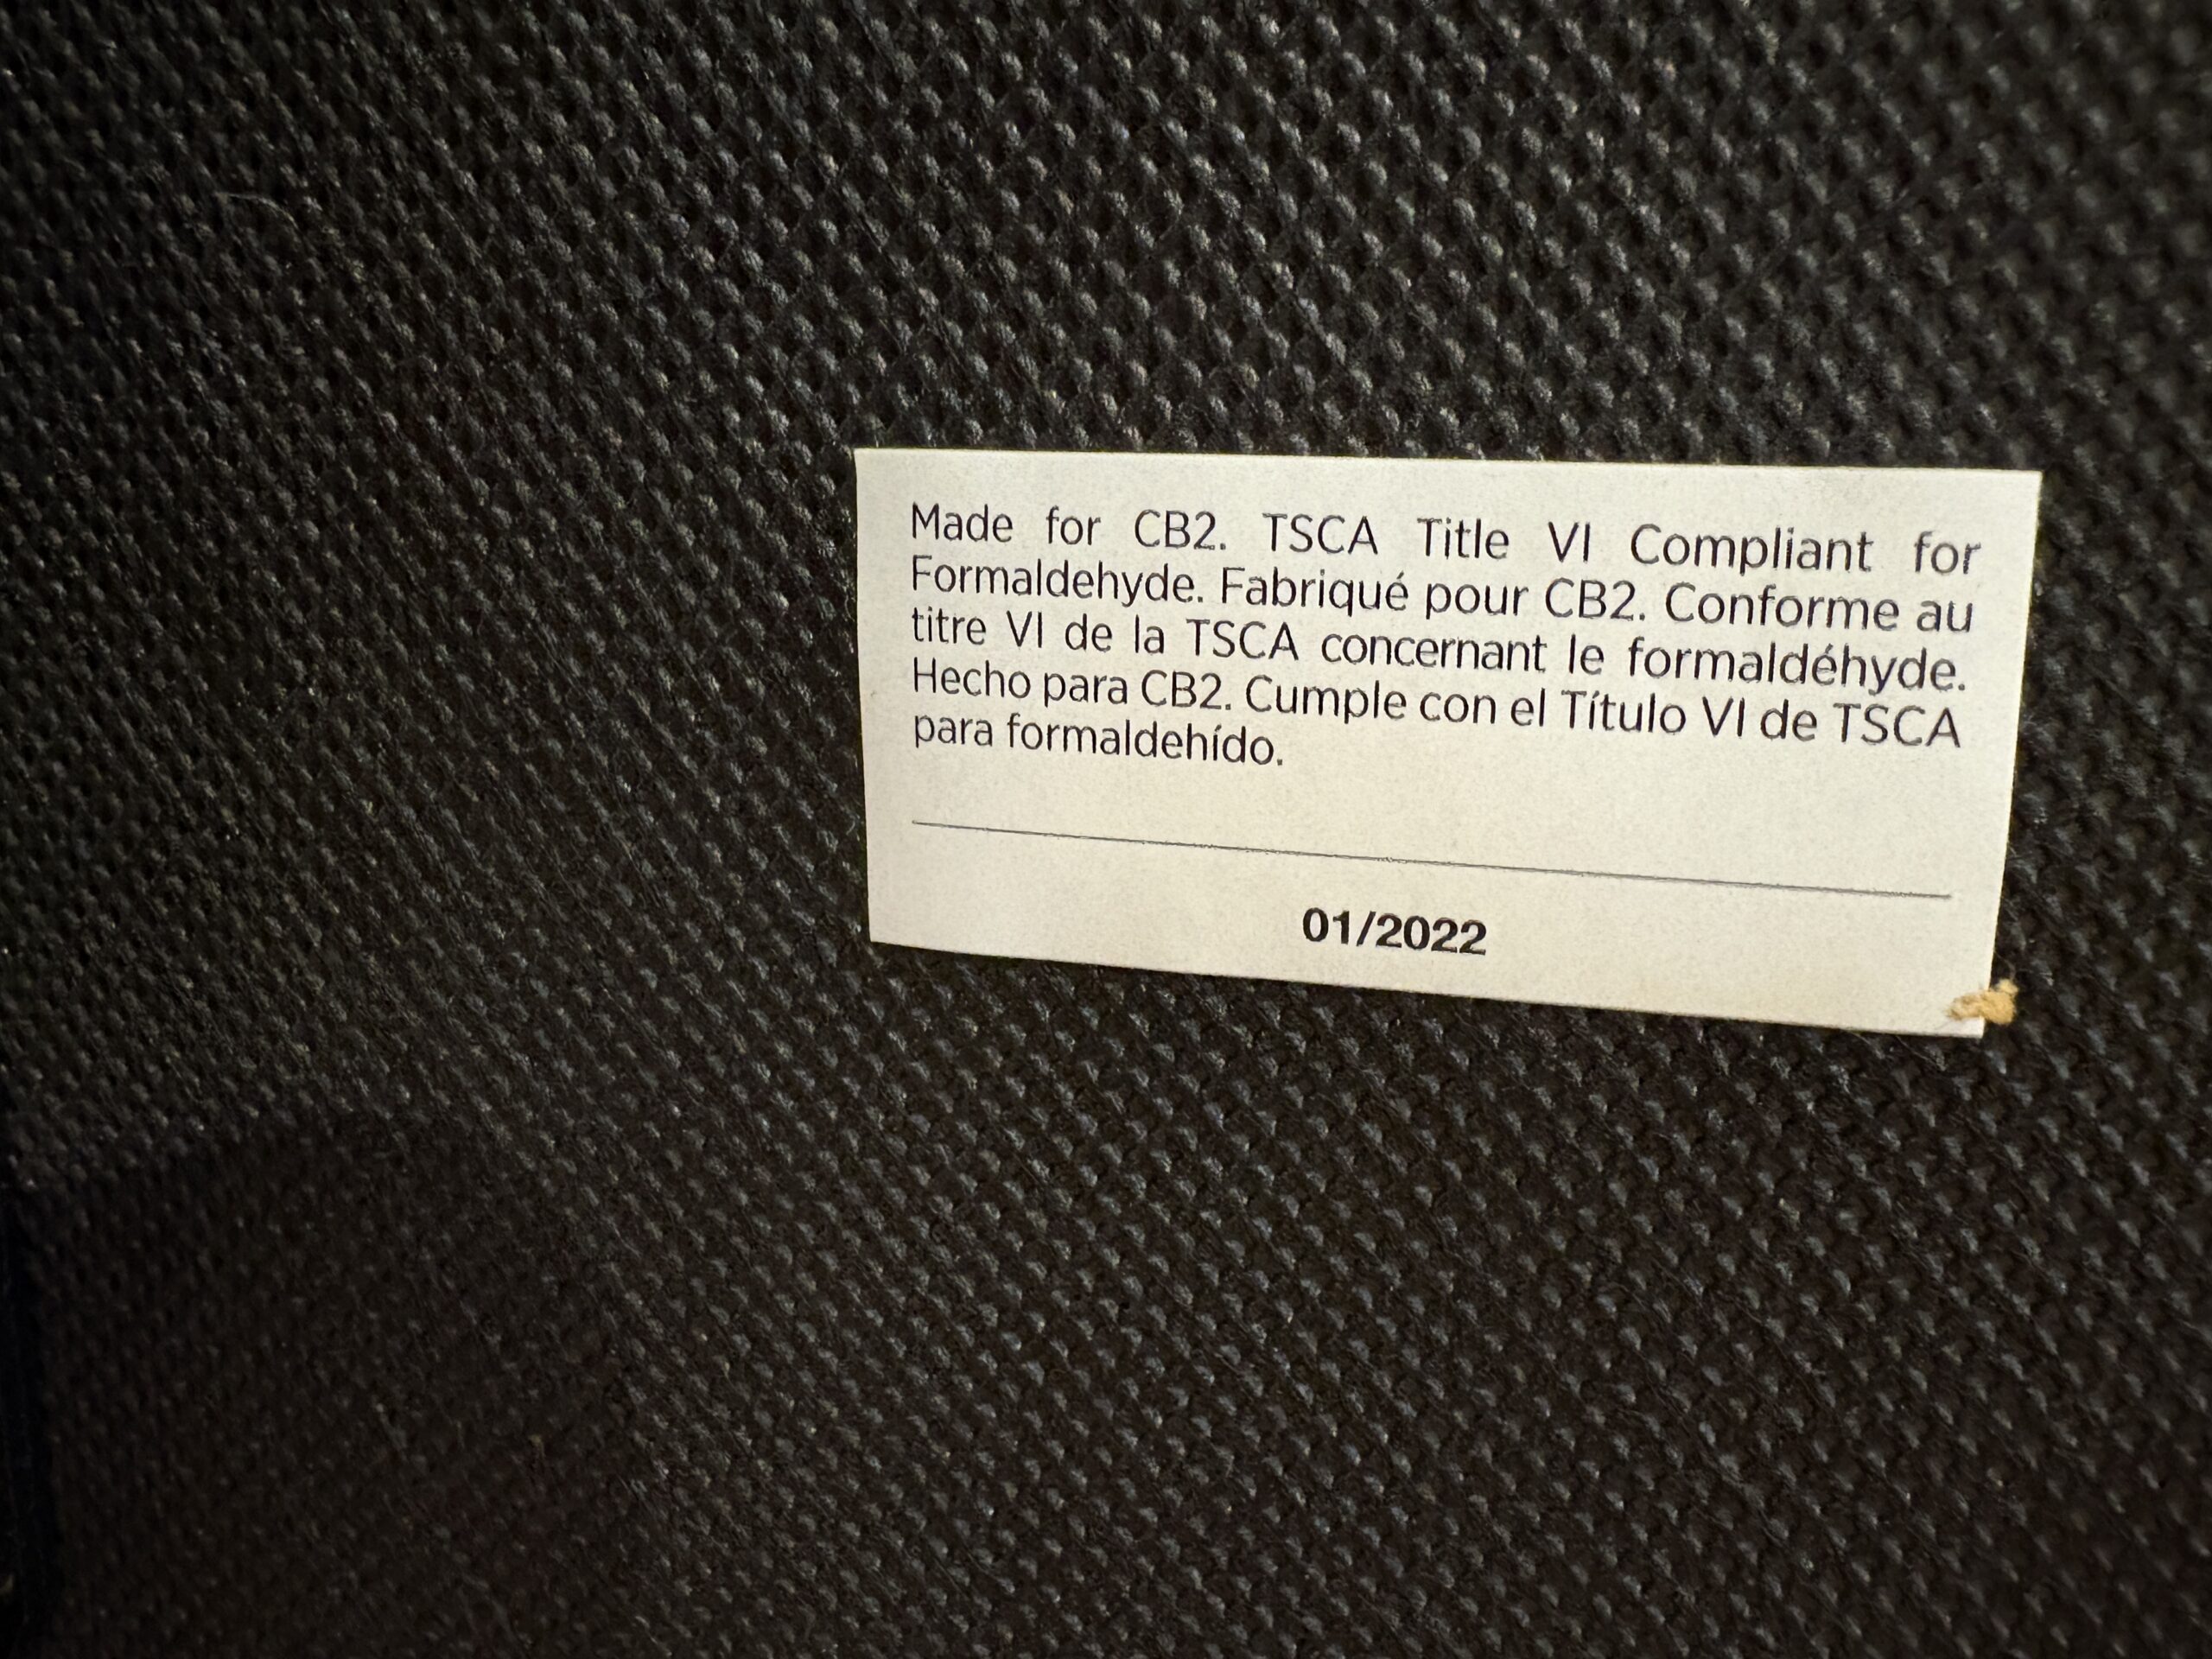 Made for CB2. TSCA Title VI Compliant for
Formaldehyde. Fabriqué pour CB2. Conforme au
titre VI de la TSCA concernant le formaldéhyde.
Hecho para CB2. Cumple con el Título VI de TSCA
para formaldehído.
01/2022